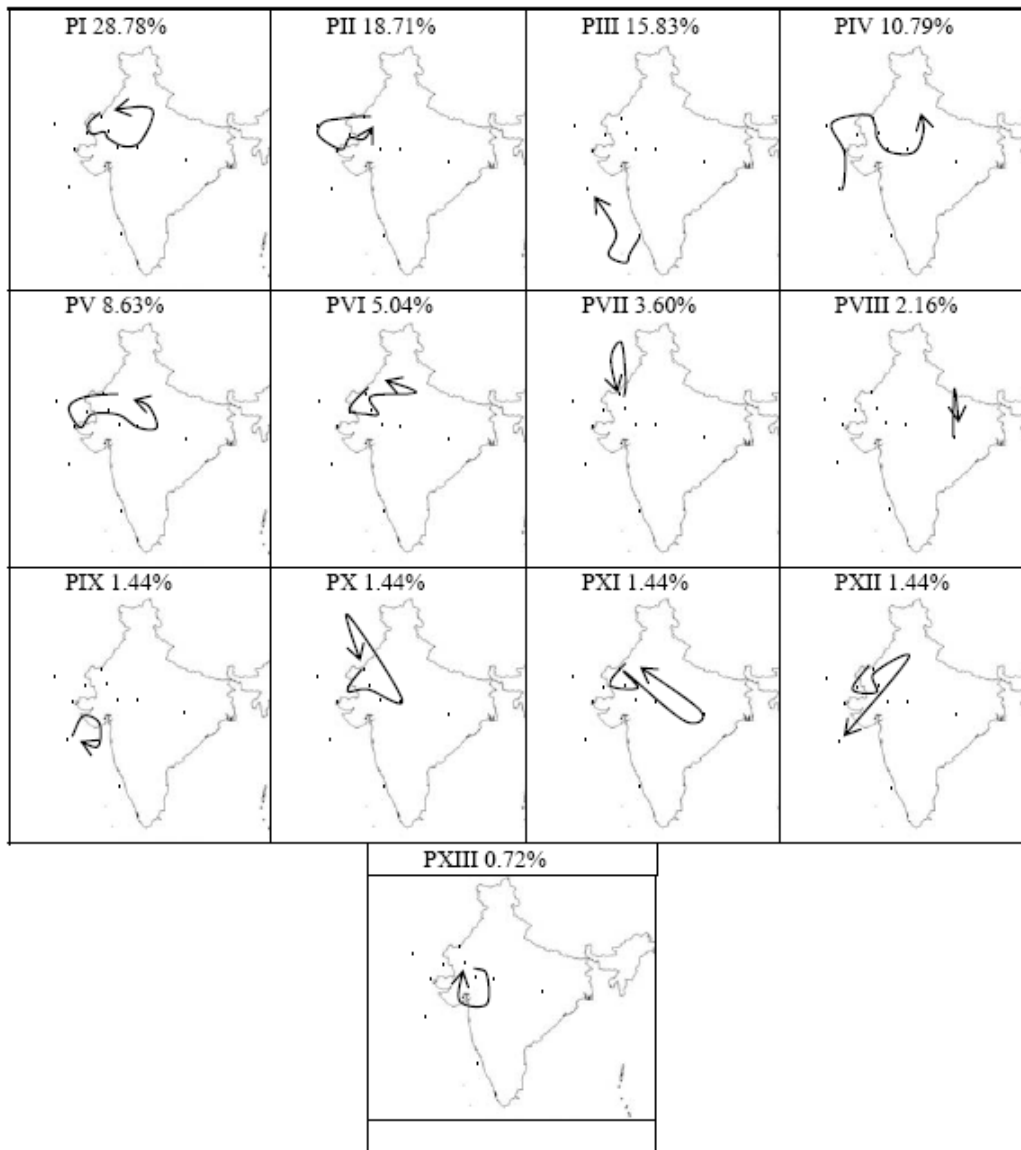 PI 28.78%
PII 18.71%
PIII 15.83%
PIV 10.79%
PV 8.63%
PVI 5.04%
PVII 3.60%
PVIII 2.16%
PIX 1.44%
PX 1.44%
PXI 1.44%
PXII 1.44%
PXIII 0.72%